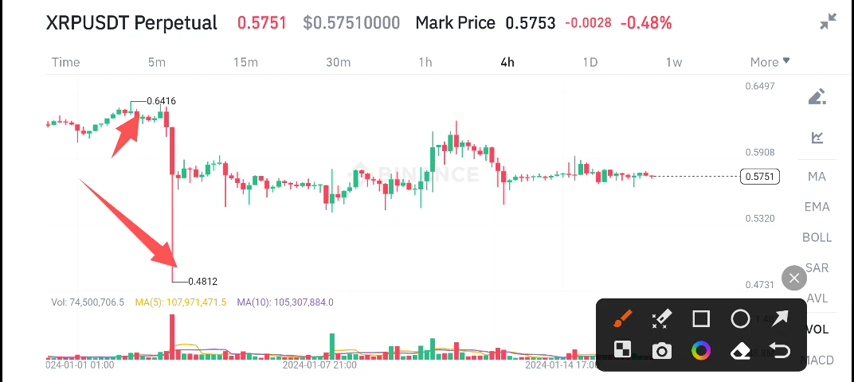 XRPUSDT Perpetual 0.5751 $0.57510000 Mark Price 0.5753 -0.0028 -0.48%
Time 5m 15m 30m 1h 4h 1D 1w More
0.6497
0.6416
0.5908
BINANCE
0.5751
0.5320
0.4812
0.4731
MA
EMA
BOLL
SAR
AVL
VOL
MACD
Vol: 74,500,706.5 MA(5): 107,971,471.5 MA(10): 105,307,884.0
024-01-01 01:00 2024-01-07 21:00 2024-01-14 17:00